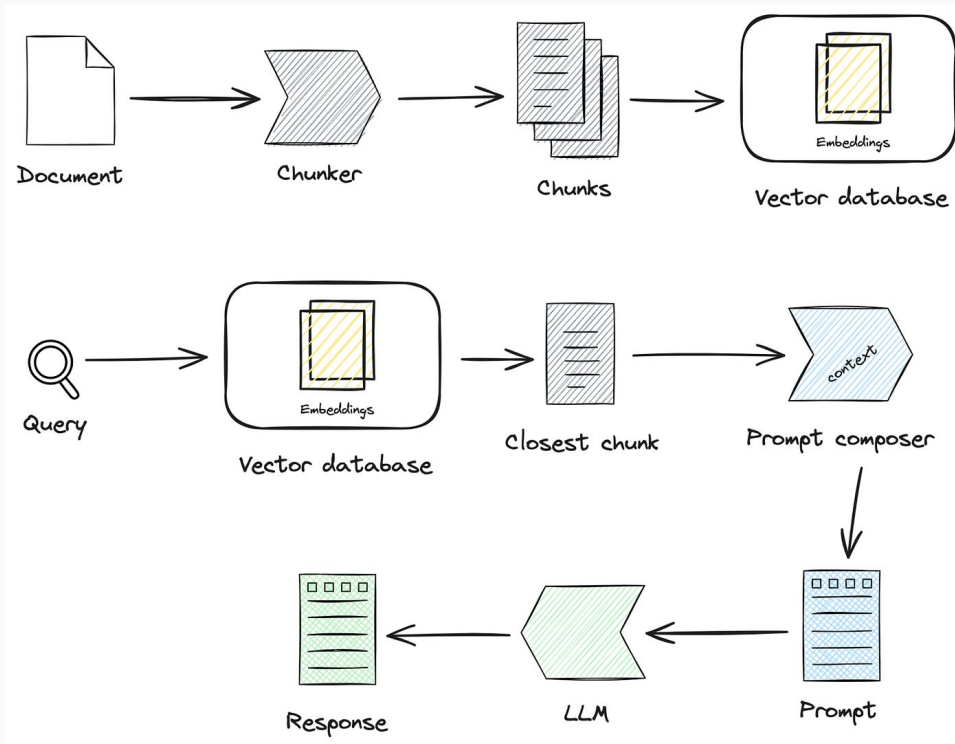 Document
Chunker
Chunks
Embeddings
Vector database
Query
Embeddings
Vector database
Closest chunk
context
Prompt composer
Response
LLM
Prompt